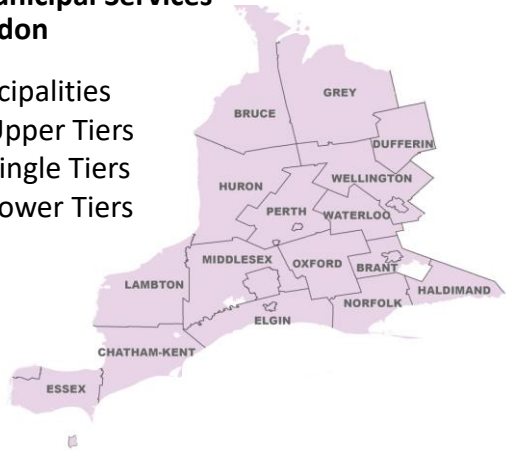 unicipal Services
don
cipalities
Upper Tiers
ingle Tiers
ower Tiers
GREY
BRUCE
DUFFERIN
WELLINGTON
HURON
PERTH
WATERLOO
MIDDLESEX
OXFORD
BRANT
LAMBTON
HALDIMAND
NORFOLK
ELGIN
CHATHAM-KENT
ESSEX